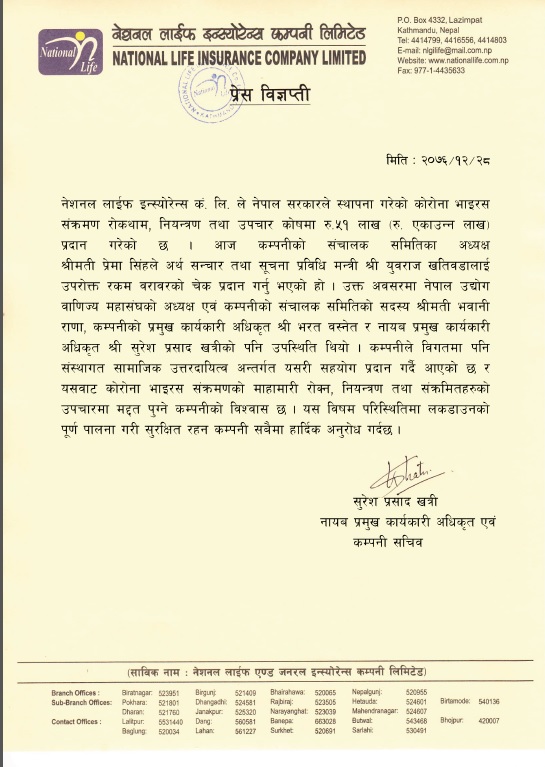 National
Life
नेशनल लाईफ इन्स्योरेन्स कम्पनी लिमिटेड
NATIONAL LIFE INSURANCE COMPANY LIMITED
P.O. Box 4332, Lazimpat
Kathmandu, Nepal
Tel: 4414799, 4416556, 4414803
E-mail: nlgilife@mail.com.np
Website: www.nationallife.com.np
Fax: 977-1-4435633
प्रेस विज्ञप्ती
मिति : २०७६/१२/२८
नेशनल लाईफ इन्स्योरेन्स कं. लि. ले नेपाल सरकारले स्थापना गरेको कोरोना भाइरस
संक्रमण रोकथाम, नियन्त्रण तथा उपचार कोषमा रु.५१ लाख (रु. एकाउन्न लाख)
प्रदान गरेको छ । आज कम्पनीको संचालक समितिका अध्यक्ष
श्रीमती प्रेमा सिंहले अर्थ सन्चार तथा सूचना प्रविधि मन्त्री श्री युवराज खतिवडालाई
उपरोक्त रकम वरावरको चेक प्रदान गर्नु भएको हो । उक्त अवसरमा नेपाल उद्योग
वाणिज्य महासंघको अध्यक्ष एवं कम्पनीको संचालक समितिको सदस्य श्रीमती भवानी
राणा, कम्पनीको प्रमुख कार्यकारी अधिकृत श्री भरत वस्नेत र नायब प्रमुख कार्यकारी
अधिकृत श्री सुरेश प्रसाद खत्रीको पनि उपस्थिति थियो । कम्पनीले विगतमा पनि
संस्थागत सामाजिक उत्तरदायित्व अन्तर्गत यसरी सहयोग प्रदान गर्दै आएको छ र
यसवाट कोरोना भाइरस संक्रमणको माहामारी रोक्न, नियन्त्रण तथा संक्रमितहरुको
उपचारमा मद्दत पुग्ने कम्पनीको विश्वास छ । यस विषम परिस्थितिमा लकडाउनको
पूर्ण पालना गरी सुरक्षित रहन कम्पनी सवैमा हार्दिक अनुरोध गर्दछ ।
सुरेश प्रसाद खत्री
नायब प्रमुख कार्यकारी अधिकृत एवं
कम्पनी सचिव
(साविक नाम : नेशनल लाईफ एण्ड जनरल इन्स्योरेन्स कम्पनी लिमिटेड)
Branch Offices : Biratnagar: 523951 Birgunj: 521409 Bhairahawa: 520065 Nepalgunj: 520955
Sub-Branch Offices: Pokhara: 521801 Dhangadhi: 524581 Rajbiraj: 523505 Hetauda: 524601 Birtamode: 540136
Dharan: 521760 Janakpur: 525320 Narayanghat: 523039 Mahendranagar: 524607
Contact Offices : Lalitpur: 5531440 Dang: 560581 Banepa: 663028 Butwal: 543468 Bhojpur: 420007
Baglung: 520034 Lahan: 561227 Surkhet: 520691 Sarlahi: 530491